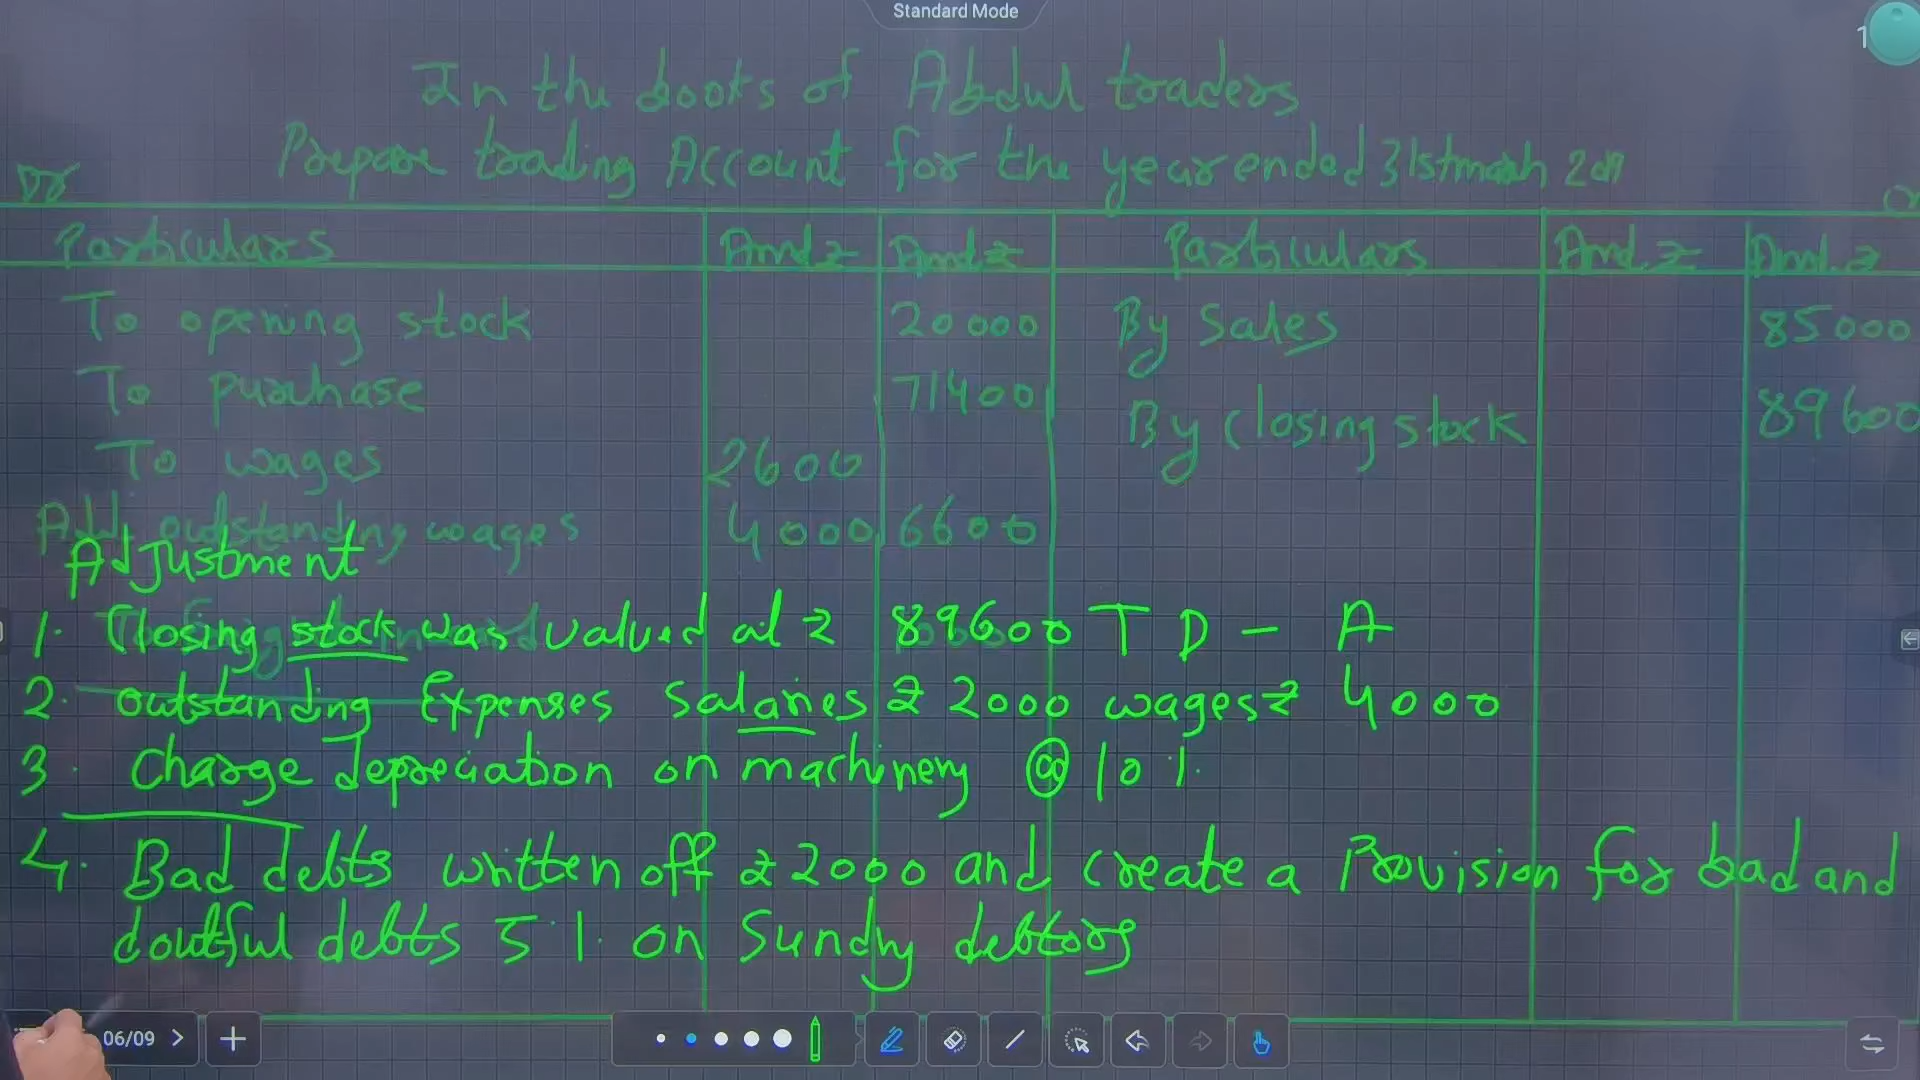 Standard Mode
1
In the books of Abdul traders
Prepare trading Account for the year ended 31st march 2019
Dr Cr
Particulars Amt ₹ Amt ₹ Particulars Amt. ₹ Amt. ₹
To opening stock 20000 By Sales 85000
To purchase 71400 By closing stock 89600
To wages 2600
Add: outstanding wages 4000 6600
Adjustment
1. Closing stock was valued at ₹ 89600 T D - A
2. outstanding Expenses Salaries ₹ 2000 wages ₹ 4000
3. Charge depreciation on machinery @ 10 %.
4. Bad debts written off ₹ 2000 and create a Provision for bad and
doutful debts 5 %. on Sundry debtors
06/09